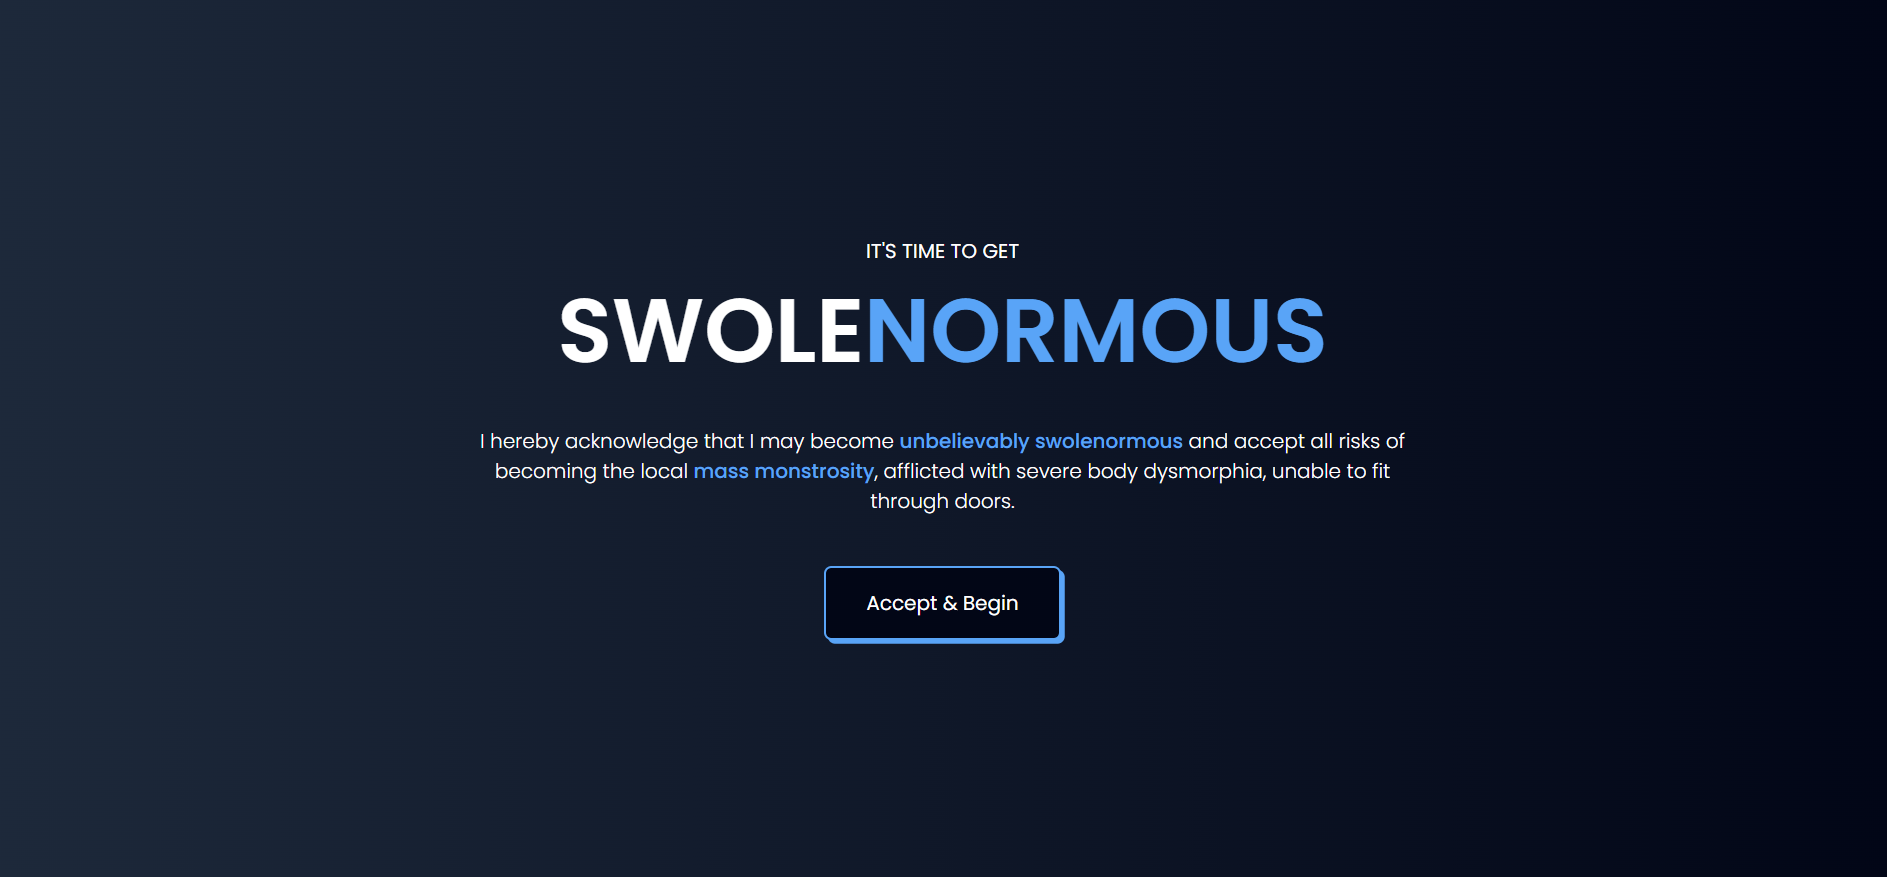 IT'S TIME TO GET
SWOLENORMOUS
I hereby acknowledge that I may become unbelievably swolenormous and accept all risks of
becoming the local mass monstrosity, afflicted with severe body dysmorphia, unable to fit
through doors.
Accept & Begin